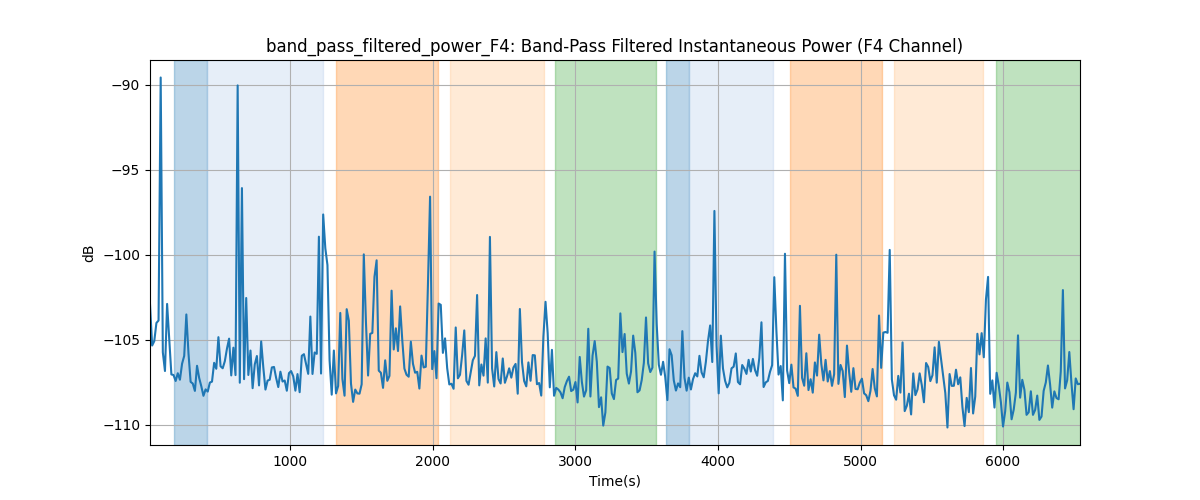 band_pass_filtered_power_F4: Band-Pass Filtered Instantaneous Power (F4 Channel)
−90
−95
−100
−105
−110
dB
1000 2000 3000 4000 5000 6000
Time(s)